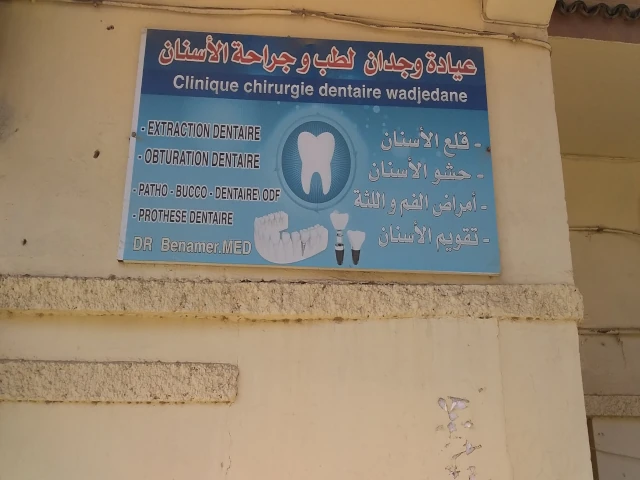 عيادة وجدان لطب و جراحة الأسنان
Clinique chirurgie dentaire wadjedane
- EXTRACTION DENTAIRE
- OBTURATION DENTAIRE
- PATHO - BUCCO - DENTAIRE\ODF
- PROTHESE DENTAIRE
DR Benamer.MED
- قلع الأسنان
- حشو الأسنان
- أمراض الفم و اللثة
- تقويم الأسنان